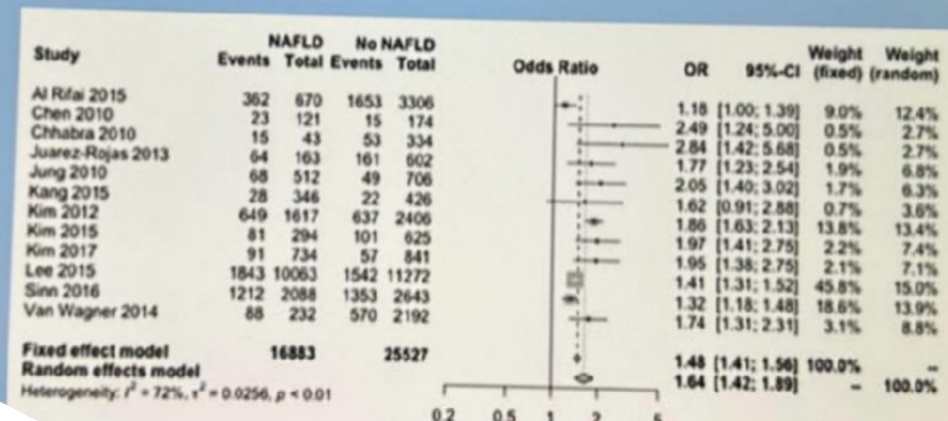 NAFLD No NAFLD Weight Weight
Study Events Total Events Total Odds Ratio OR 95%-CI (fixed) (random)
Al Rifai 2015 362 670 1653 3306 1.18 [1.00; 1.39] 9.0% 12.4%
Chen 2010 23 121 15 174 2.49 [1.24; 5.00] 0.5% 2.7%
Chhabra 2010 15 43 53 334 2.84 [1.42; 5.68] 0.5% 2.7%
Juarez-Rojas 2013 64 163 161 602 1.77 [1.23; 2.54] 1.9% 6.8%
Jung 2010 68 512 49 706 2.05 [1.40; 3.02] 1.7% 6.3%
Kang 2015 28 346 22 426 1.62 [0.91; 2.88] 0.7% 3.6%
Kim 2012 649 1617 637 2406 1.86 [1.63; 2.13] 13.8% 13.4%
Kim 2015 81 294 101 625 1.97 [1.41; 2.75] 2.2% 7.4%
Kim 2017 91 734 57 841 1.95 [1.38; 2.75] 2.1% 7.1%
Lee 2015 1843 10063 1542 11272 1.41 [1.31; 1.52] 45.8% 15.0%
Sinn 2016 1212 2088 1353 2643 1.32 [1.18; 1.48] 18.6% 13.9%
Van Wagner 2014 88 232 570 2192 1.74 [1.31; 2.31] 3.1% 8.8%
Fixed effect model 16883 25527 1.48 [1.41; 1.56] 100.0% --
Random effects model 1.64 [1.42; 1.89] -- 100.0%
Heterogeneity: I² = 72%, τ² = 0.0256, p < 0.01
0.2 0.5 1 2 5